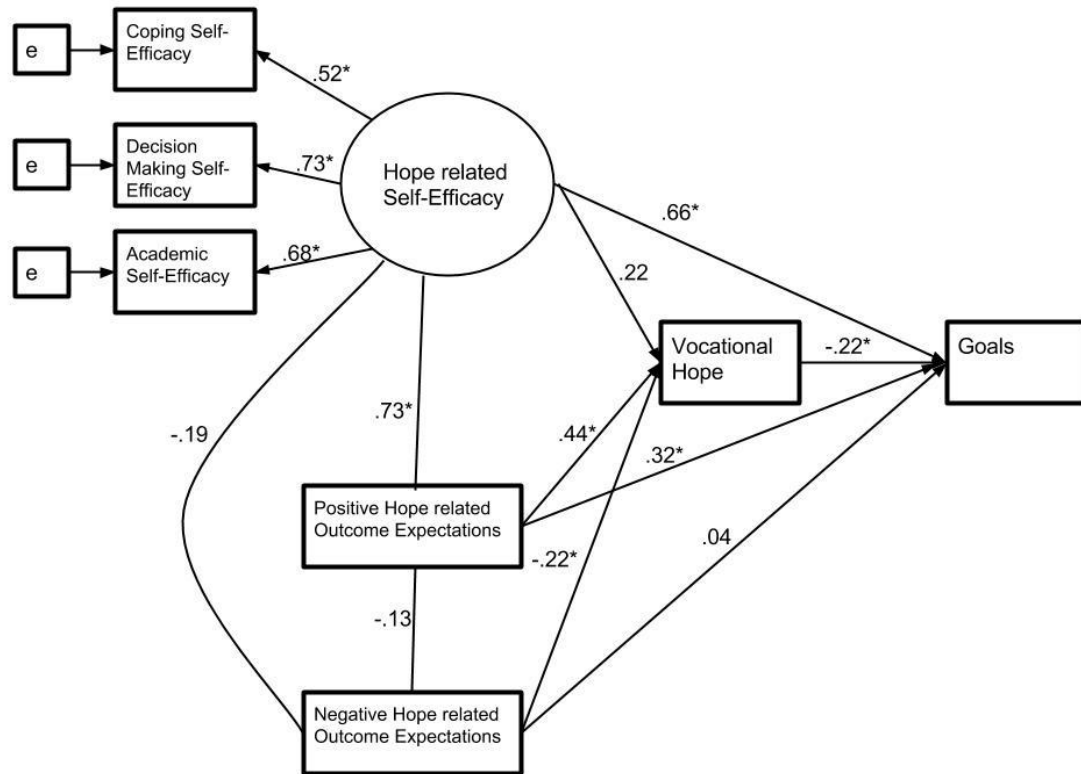 e
Coping Self-
Efficacy
.52*
e
Decision
Making Self-
Efficacy
.73*
Hope related
Self-Efficacy
e
Academic
Self-Efficacy
.68*
.66*
.22
Vocational
Hope
-.22*
Goals
-.19
.73*
.44*
.32*
Positive Hope related
Outcome Expectations
-.22*
.04
-.13
Negative Hope related
Outcome Expectations